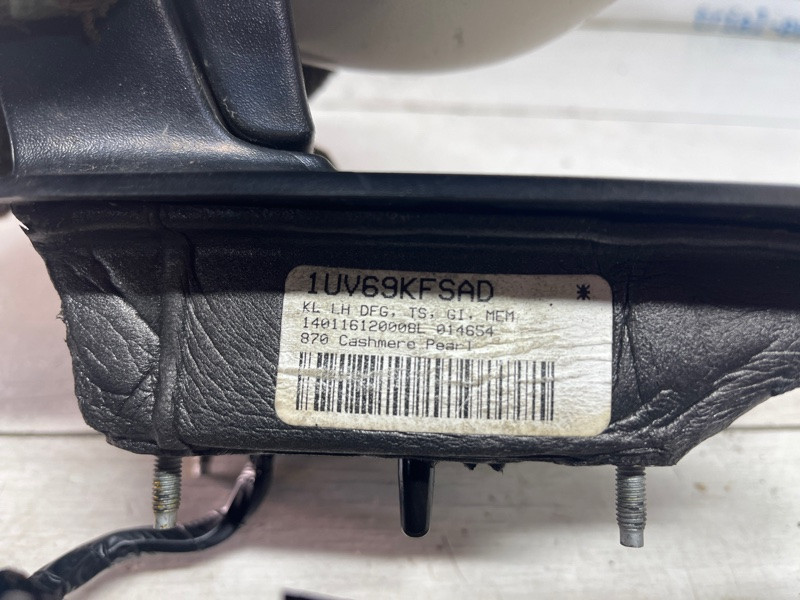 1UV69KFSAD *
KL LH DFG, TS, GI, MEM
14011612000BL 014654
870 Cashmere Pearl